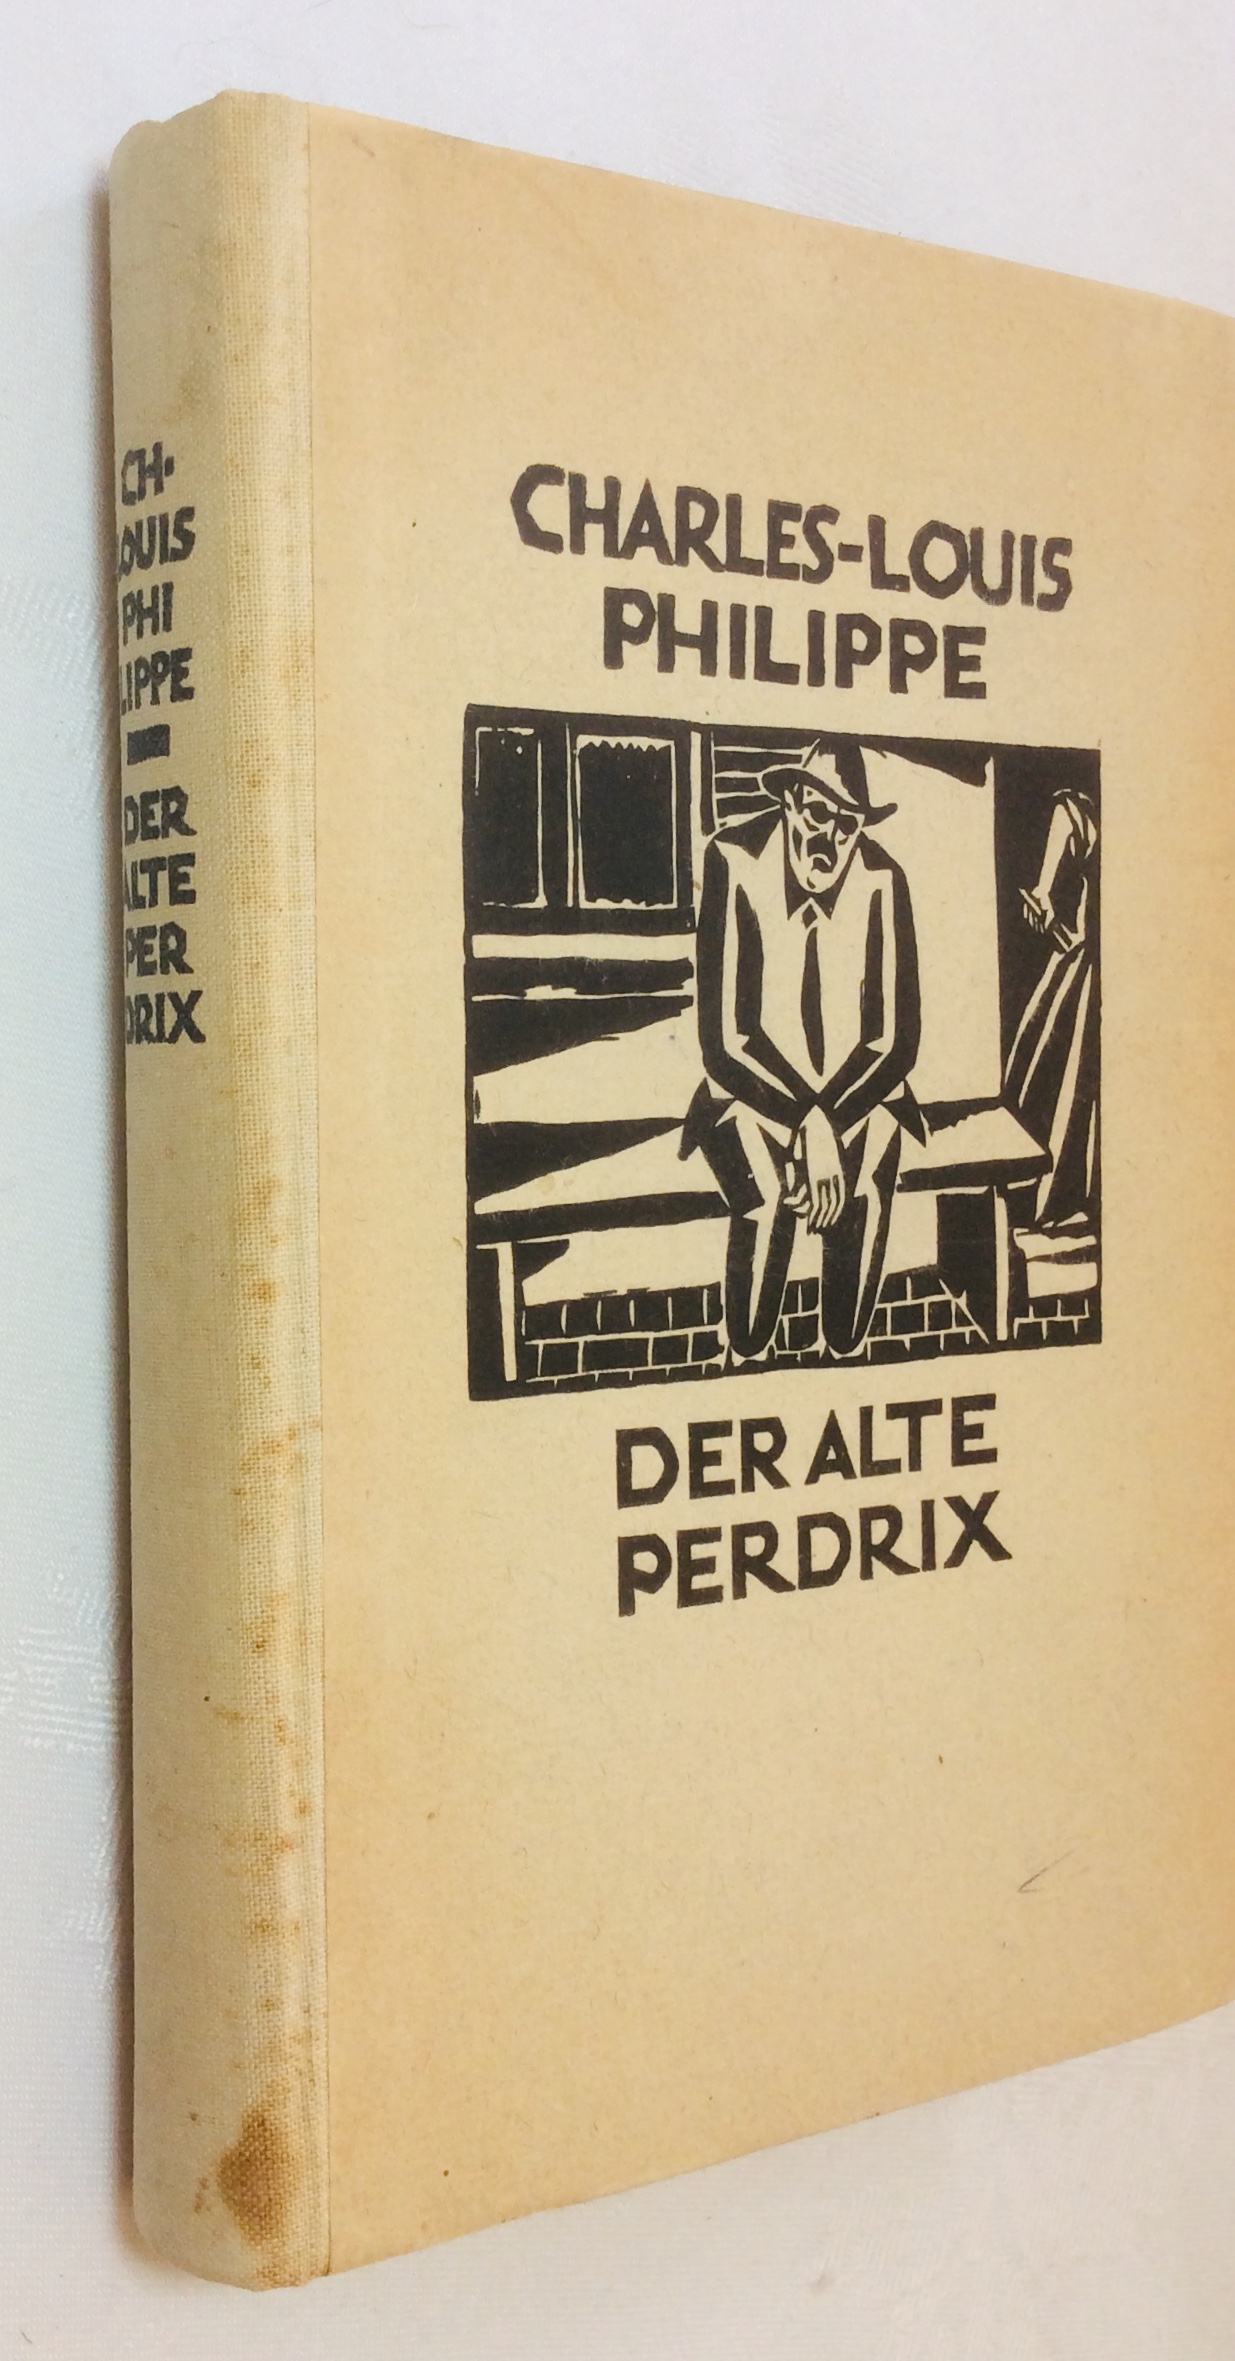 CH·
LOUIS
PHI
LIPPE
DER
ALTE
PER
DRIX
CHARLES-LOUIS
PHILIPPE
DER ALTE
PERDRIX